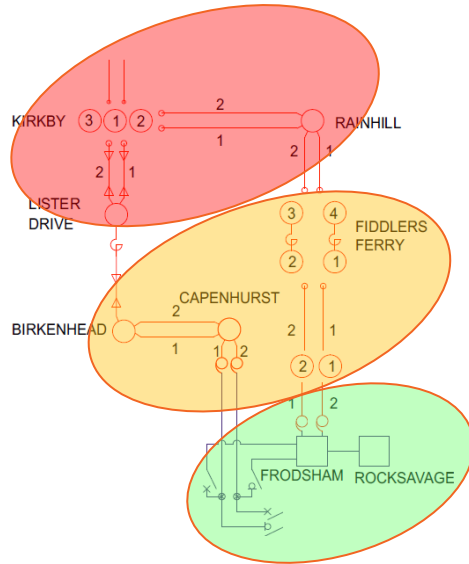 2
KIRKBY 3 1 2 RAINHILL
1
2 1 2 1
LISTER
DRIVE
3 4 FIDDLERS
FERRY
2 1
CAPENHURST
2 2 1
BIRKENHEAD
1 1 2
2 1
1 2
FRODSHAM ROCKSAVAGE